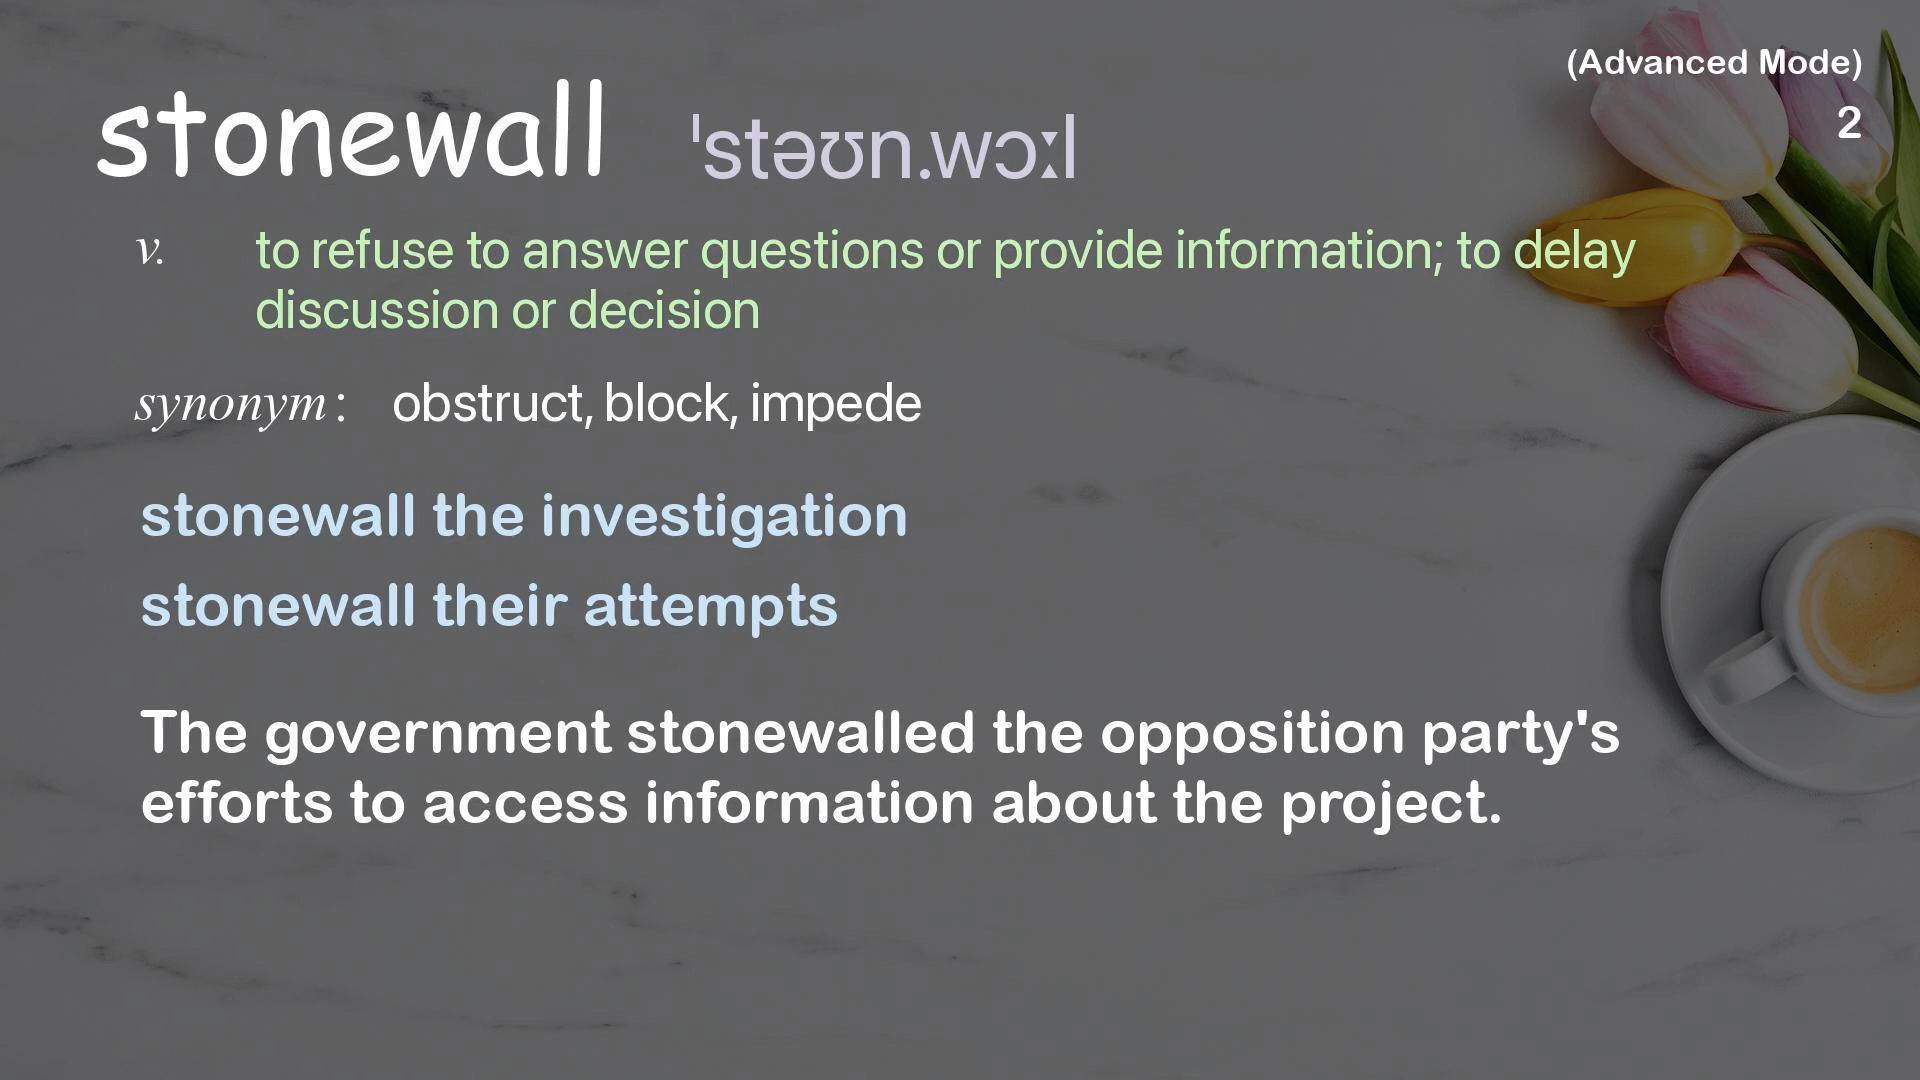 (Advanced Mode)
2
stonewall ˈstəʊn.wɔːl
v. to refuse to answer questions or provide information; to delay
discussion or decision
synonym : obstruct, block, impede
stonewall the investigation
stonewall their attempts
The government stonewalled the opposition party's
efforts to access information about the project.